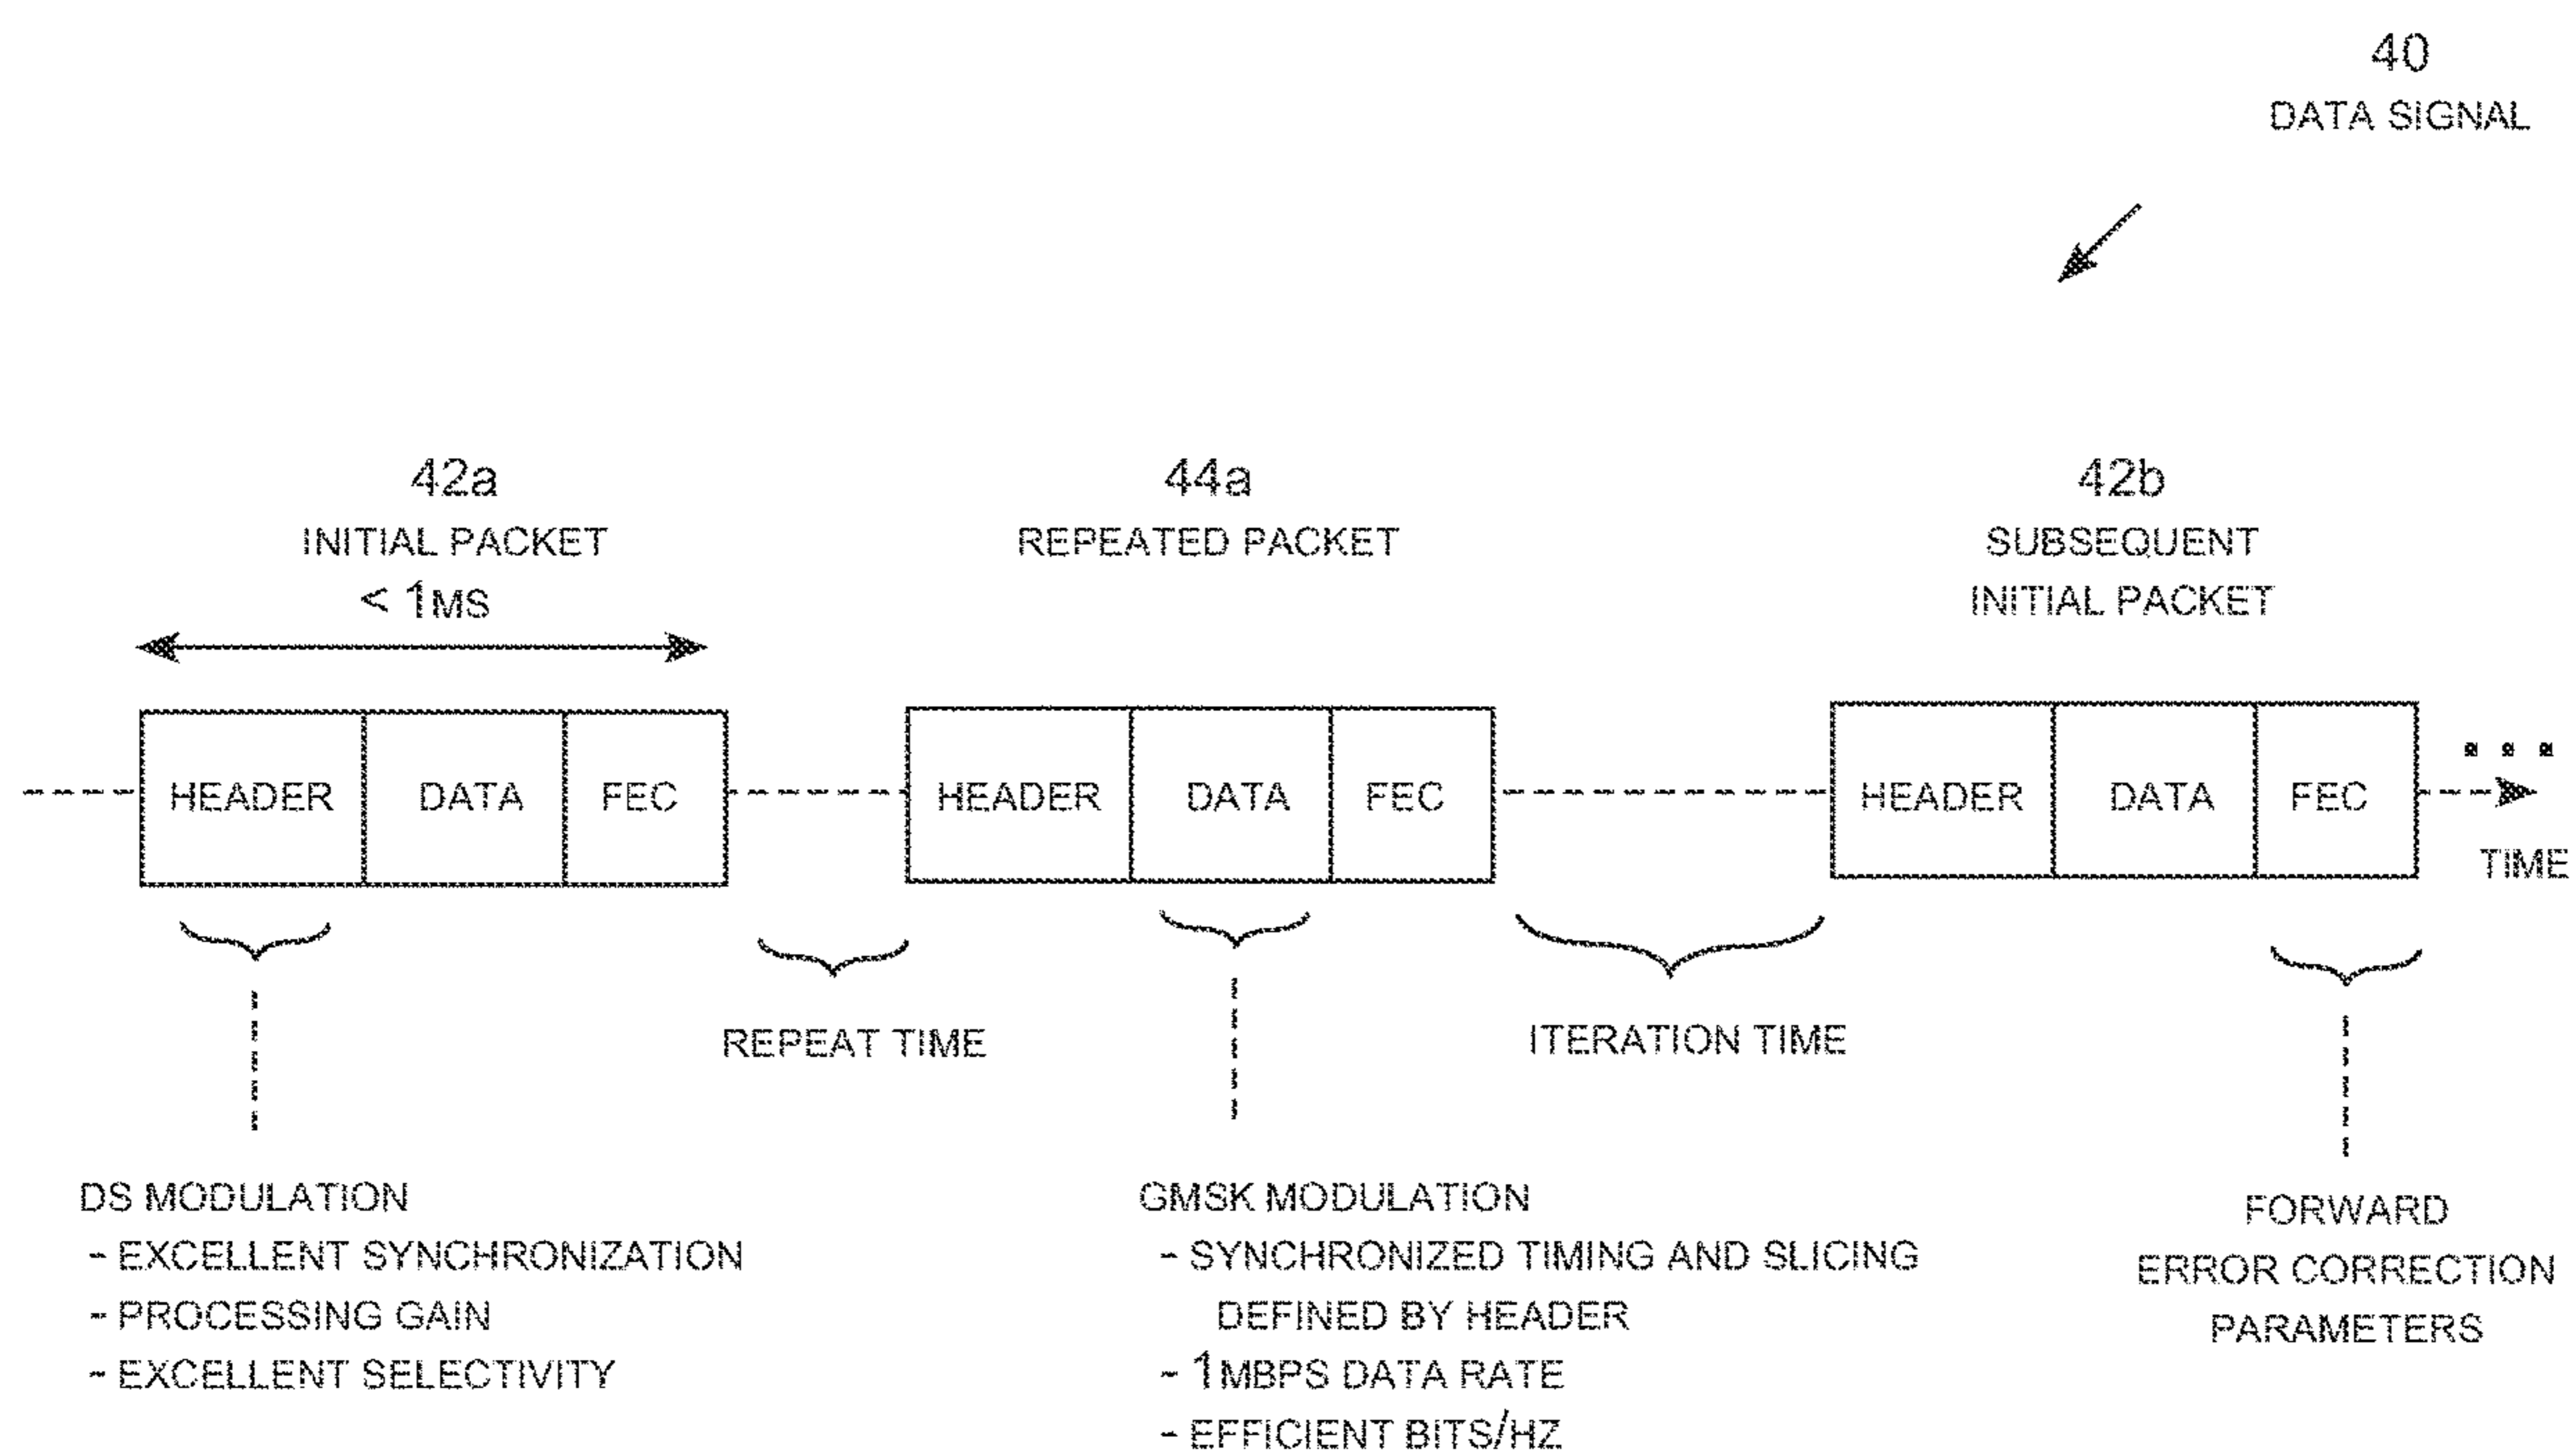 40
DATA SIGNAL
42a
INITIAL PACKET
< 1MS
44a
REPEATED PACKET
42b
SUBSEQUENT
INITIAL PACKET
HEADER DATA FEC
HEADER DATA FEC
HEADER DATA FEC
TIME
REPEAT TIME
ITERATION TIME
DS MODULATION
- EXCELLENT SYNCHRONIZATION
- PROCESSING GAIN
- EXCELLENT SELECTIVITY
GMSK MODULATION
- SYNCHRONIZED TIMING AND SLICING
DEFINED BY HEADER
- 1MBPS DATA RATE
- EFFICIENT BITS/HZ
FORWARD
ERROR CORRECTION
PARAMETERS